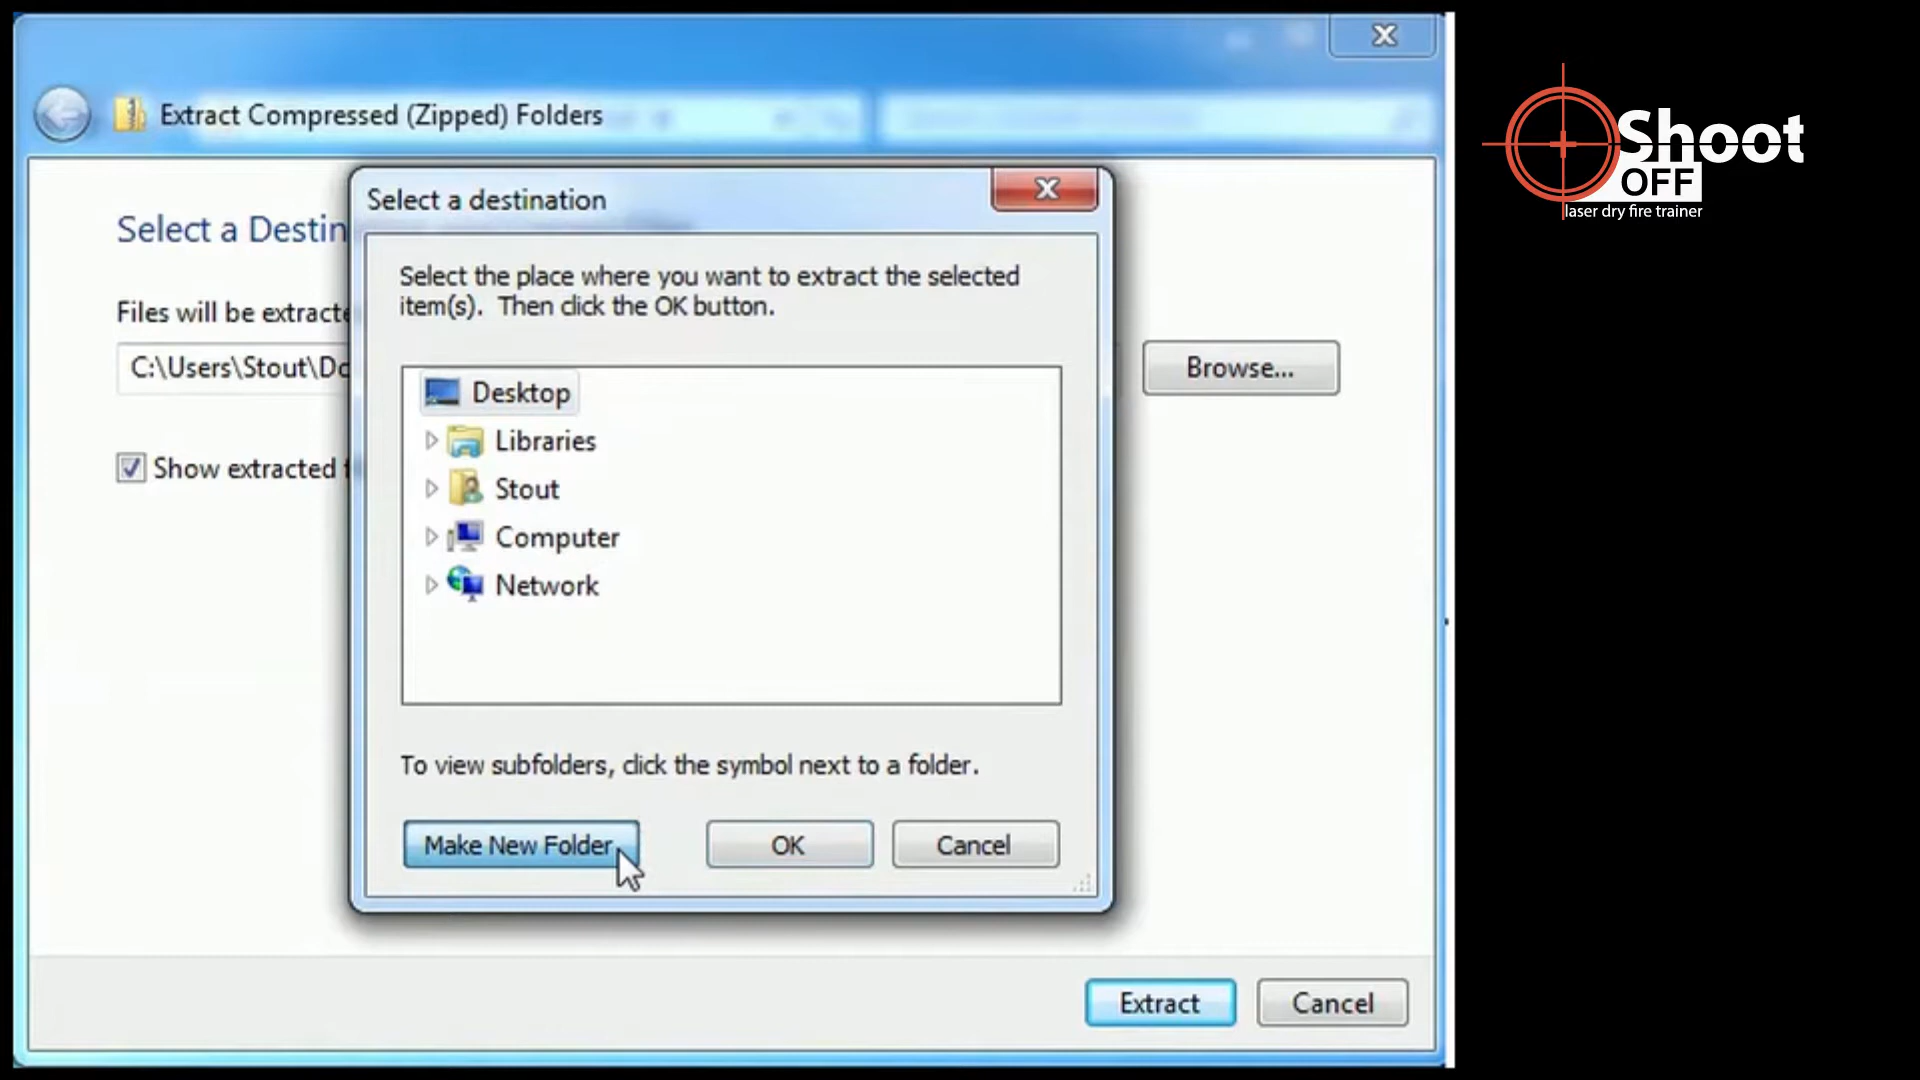 Extract Compressed (Zipped) Folders
Shoot
OFF
laser dry fire trainer
Select a destination
Select a Destin
Select the place where you want to extract the selected
item(s). Then click the OK button.
Files will be extracte
C:\Users\Stout\Do
Browse...
Desktop
Libraries
Show extracted f
Stout
Computer
Network
To view subfolders, click the symbol next to a folder.
Make New Folder
OK
Cancel
Extract
Cancel